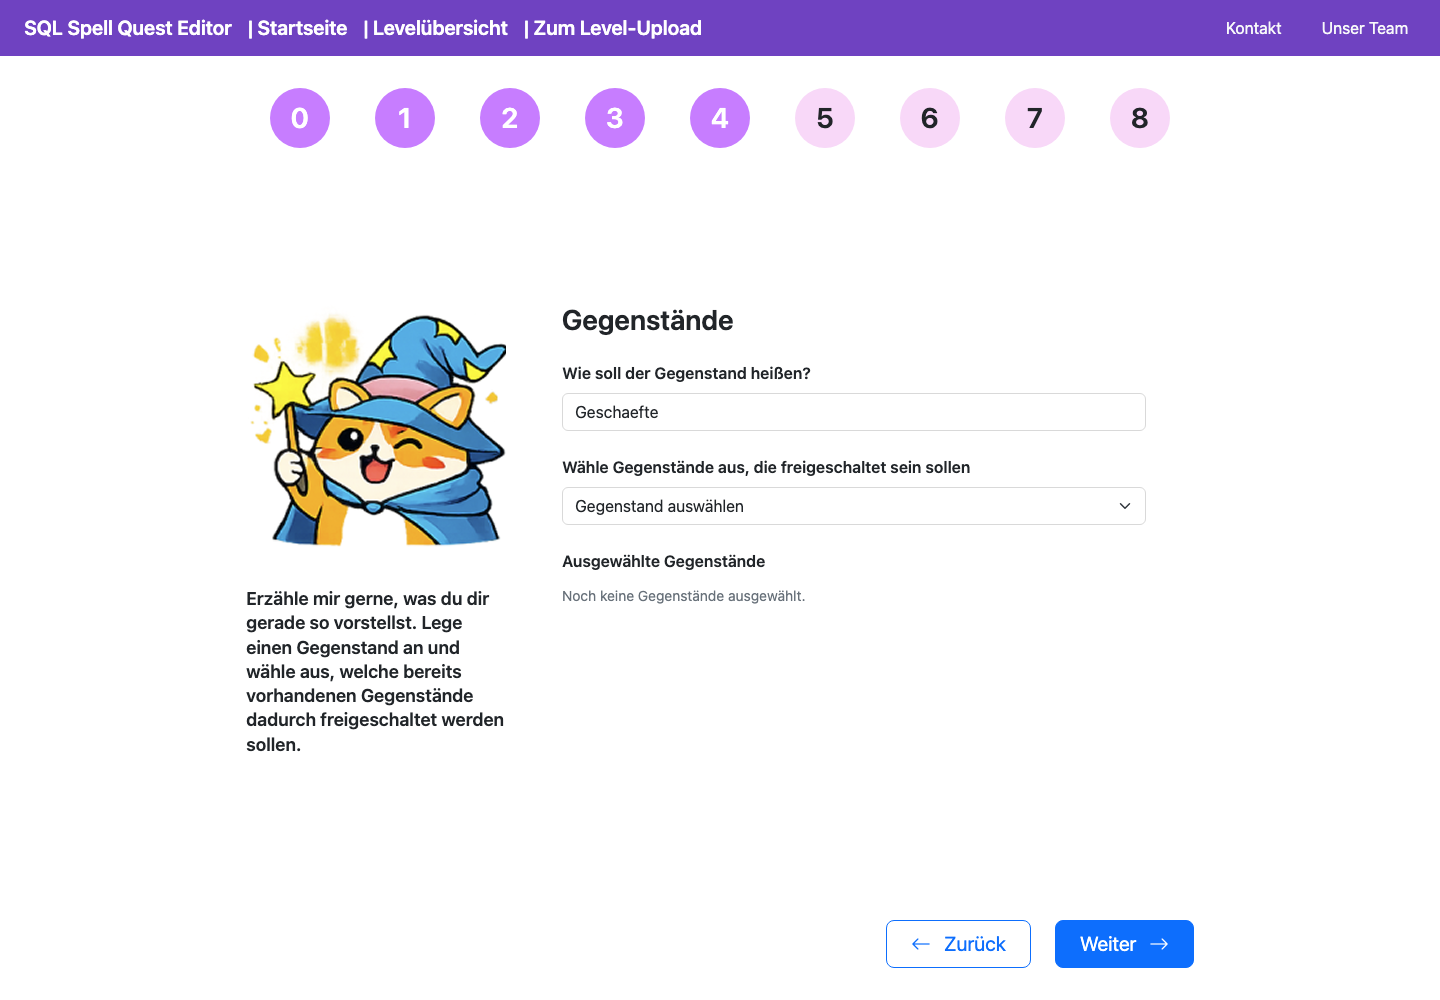 SQL Spell Quest Editor | Startseite | Levelübersicht | Zum Level-Upload Kontakt Unser Team
0 1 2 3 4 5 6 7 8
Gegenstände
Wie soll der Gegenstand heißen?
Geschaefte
Wähle Gegenstände aus, die freigeschaltet sein sollen
Gegenstand auswählen
Ausgewählte Gegenstände
Noch keine Gegenstände ausgewählt.
Erzähle mir gerne, was du dir
gerade so vorstellst. Lege
einen Gegenstand an und
wähle aus, welche bereits
vorhandenen Gegenstände
dadurch freigeschaltet werden
sollen.
← Zurück Weiter →